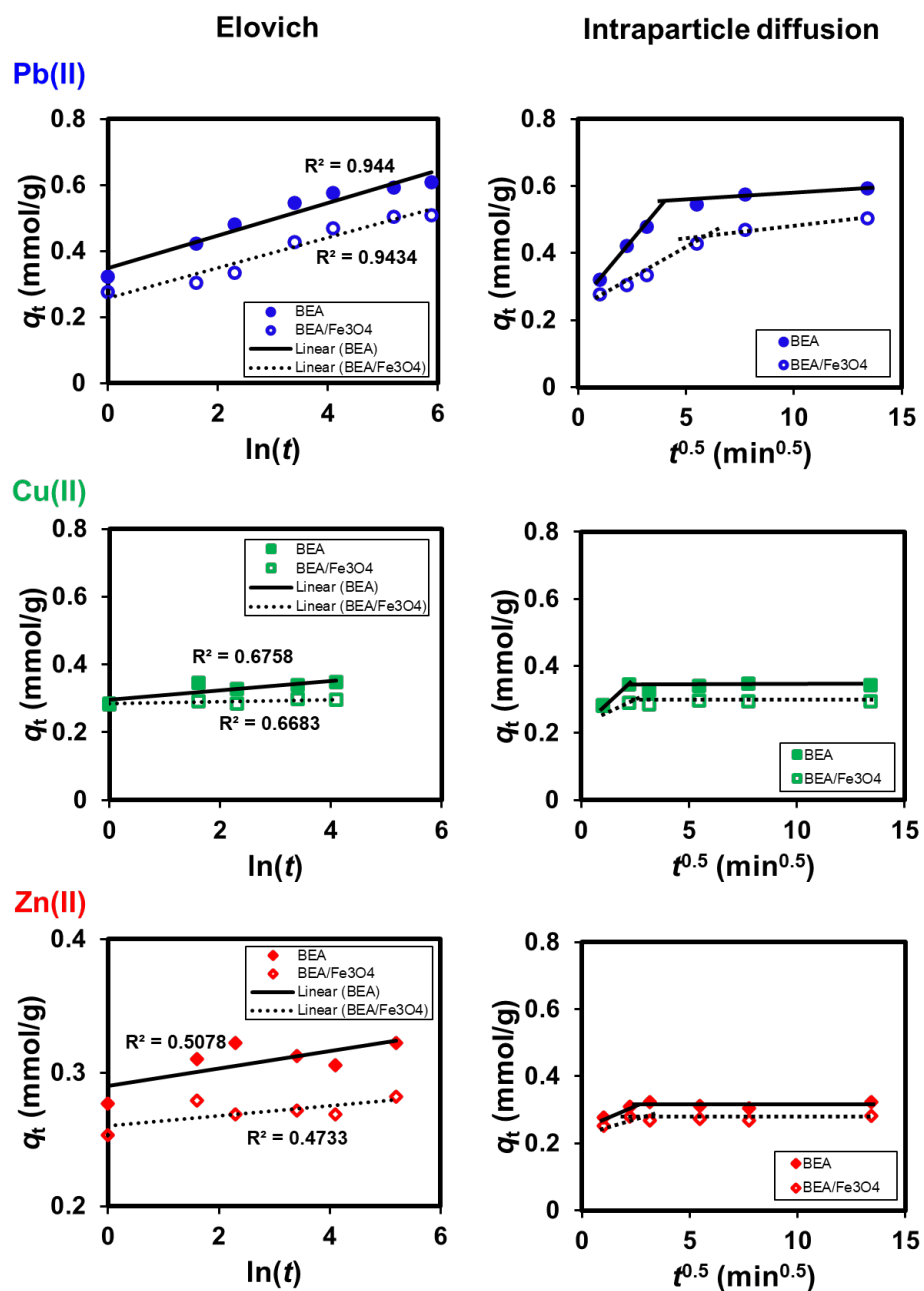 Elovich
Intraparticle diffusion
Pb(II)
qt (mmol/g)
0.8
0.6
0.4
0.2
0
R² = 0.944
R² = 0.9434
BEA
BEA/Fe3O4
Linear (BEA)
Linear (BEA/Fe3O4)
0 2 4 6
ln(t)
qt (mmol/g)
0.8
0.6
0.4
0.2
0
BEA
BEA/Fe3O4
0 5 10 15
t^0.5 (min^0.5)
Cu(II)
qt (mmol/g)
0.8
0.6
0.4
0.2
0
BEA
BEA/Fe3O4
Linear (BEA)
Linear (BEA/Fe3O4)
R² = 0.6758
R² = 0.6683
0 2 4 6
ln(t)
qt (mmol/g)
0.8
0.6
0.4
0.2
0
BEA
BEA/Fe3O4
0 5 10 15
t^0.5 (min^0.5)
Zn(II)
qt (mmol/g)
0.4
0.3
0.2
BEA
BEA/Fe3O4
Linear (BEA)
Linear (BEA/Fe3O4)
R² = 0.5078
R² = 0.4733
0 2 4 6
ln(t)
qt (mmol/g)
0.8
0.6
0.4
0.2
0
BEA
BEA/Fe3O4
0 5 10 15
t^0.5 (min^0.5)